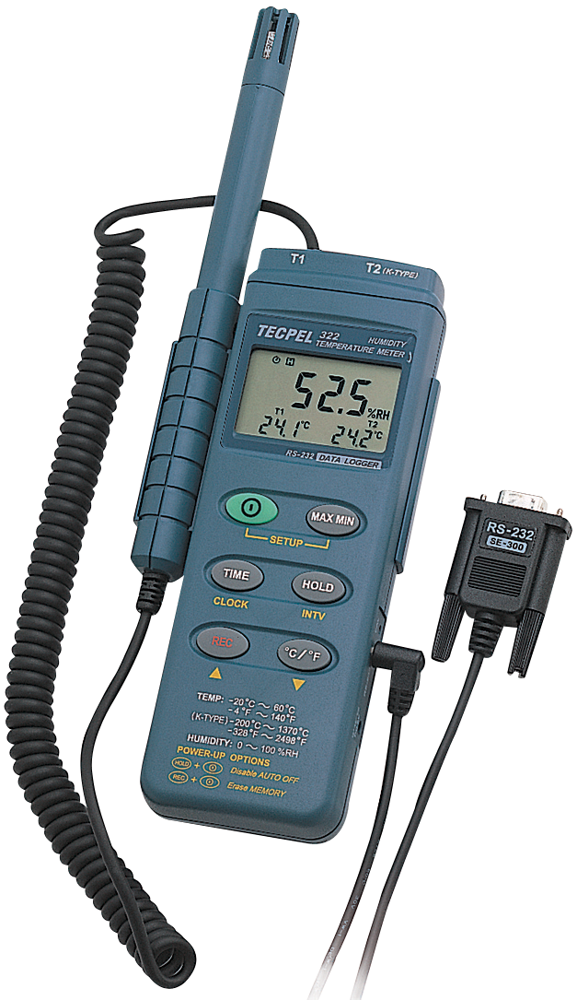 T1 T2 (K-TYPE)
TECPEL 322 HUMIDITY
TEMPERATURE METER
52.5 %RH
T1 T2
24.1 °C 24.2 °C
RS-232 DATA LOGGER
MAX MIN
SETUP
TIME HOLD
CLOCK INTV
REC °C/°F
TEMP: -20°C ~ 60°C
-4°F ~ 140°F
(K-TYPE) -200°C ~ 1370°C
-328°F ~ 2498°F
HUMIDITY: 0 ~ 100 %RH
POWER-UP OPTIONS
HOLD + Disable AUTO OFF
REC + Erase MEMORY
RS-232
SE-300